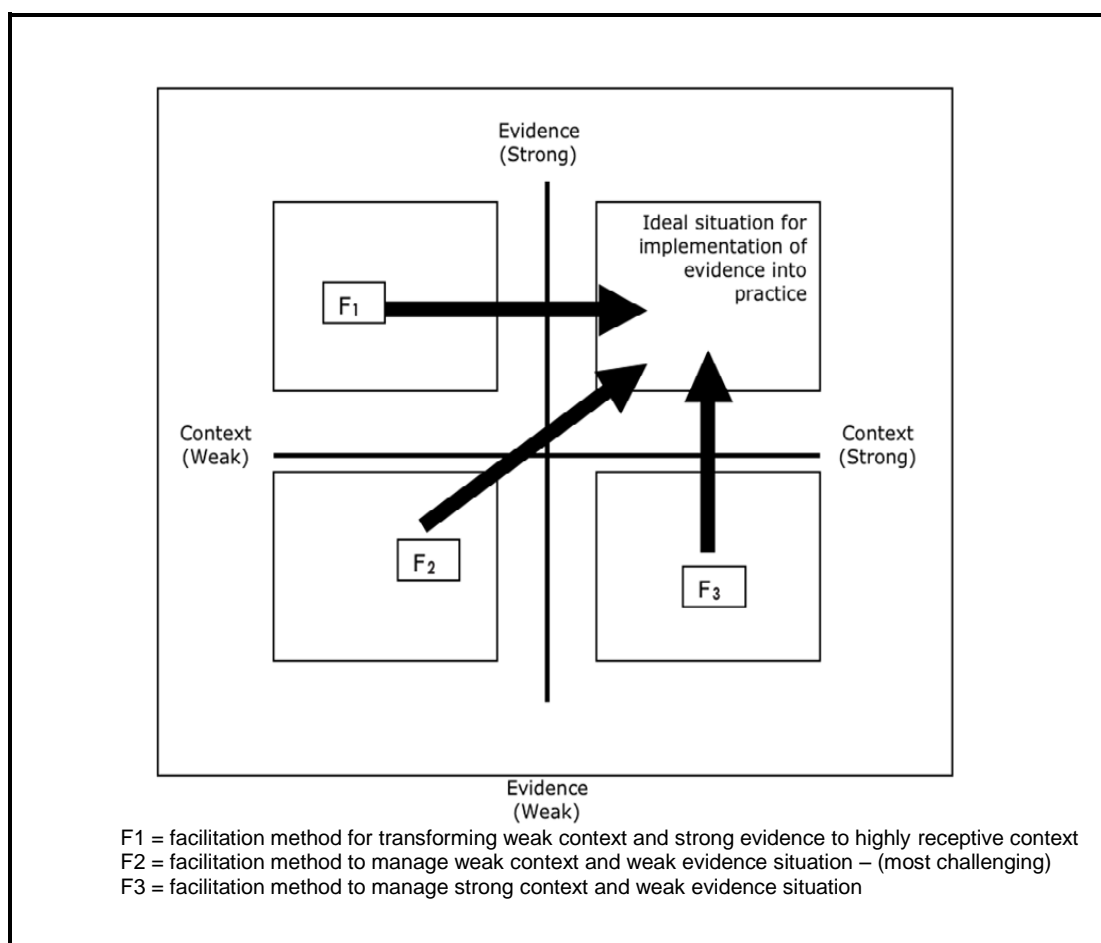 Evidence
(Strong)
Ideal situation for
implementation of
evidence into
practice
F₁
Context
(Weak)
Context
(Strong)
F₂
F₃
Evidence
(Weak)
F1 = facilitation method for transforming weak context and strong evidence to highly receptive context
F2 = facilitation method to manage weak context and weak evidence situation – (most challenging)
F3 = facilitation method to manage strong context and weak evidence situation